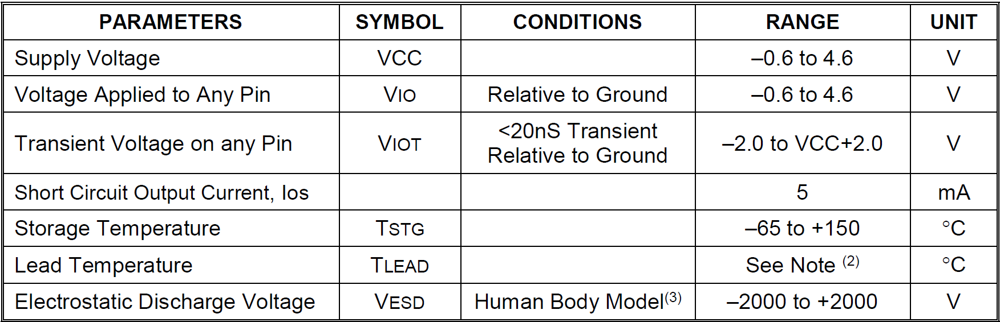 PARAMETERS SYMBOL CONDITIONS RANGE UNIT
Supply Voltage VCC –0.6 to 4.6 V
Voltage Applied to Any Pin VIO Relative to Ground –0.6 to 4.6 V
Transient Voltage on any Pin VIOT <20nS Transient
Relative to Ground –2.0 to VCC+2.0 V
Short Circuit Output Current, Ios 5 mA
Storage Temperature TSTG –65 to +150 °C
Lead Temperature TLEAD See Note (2) °C
Electrostatic Discharge Voltage VESD Human Body Model(3) –2000 to +2000 V